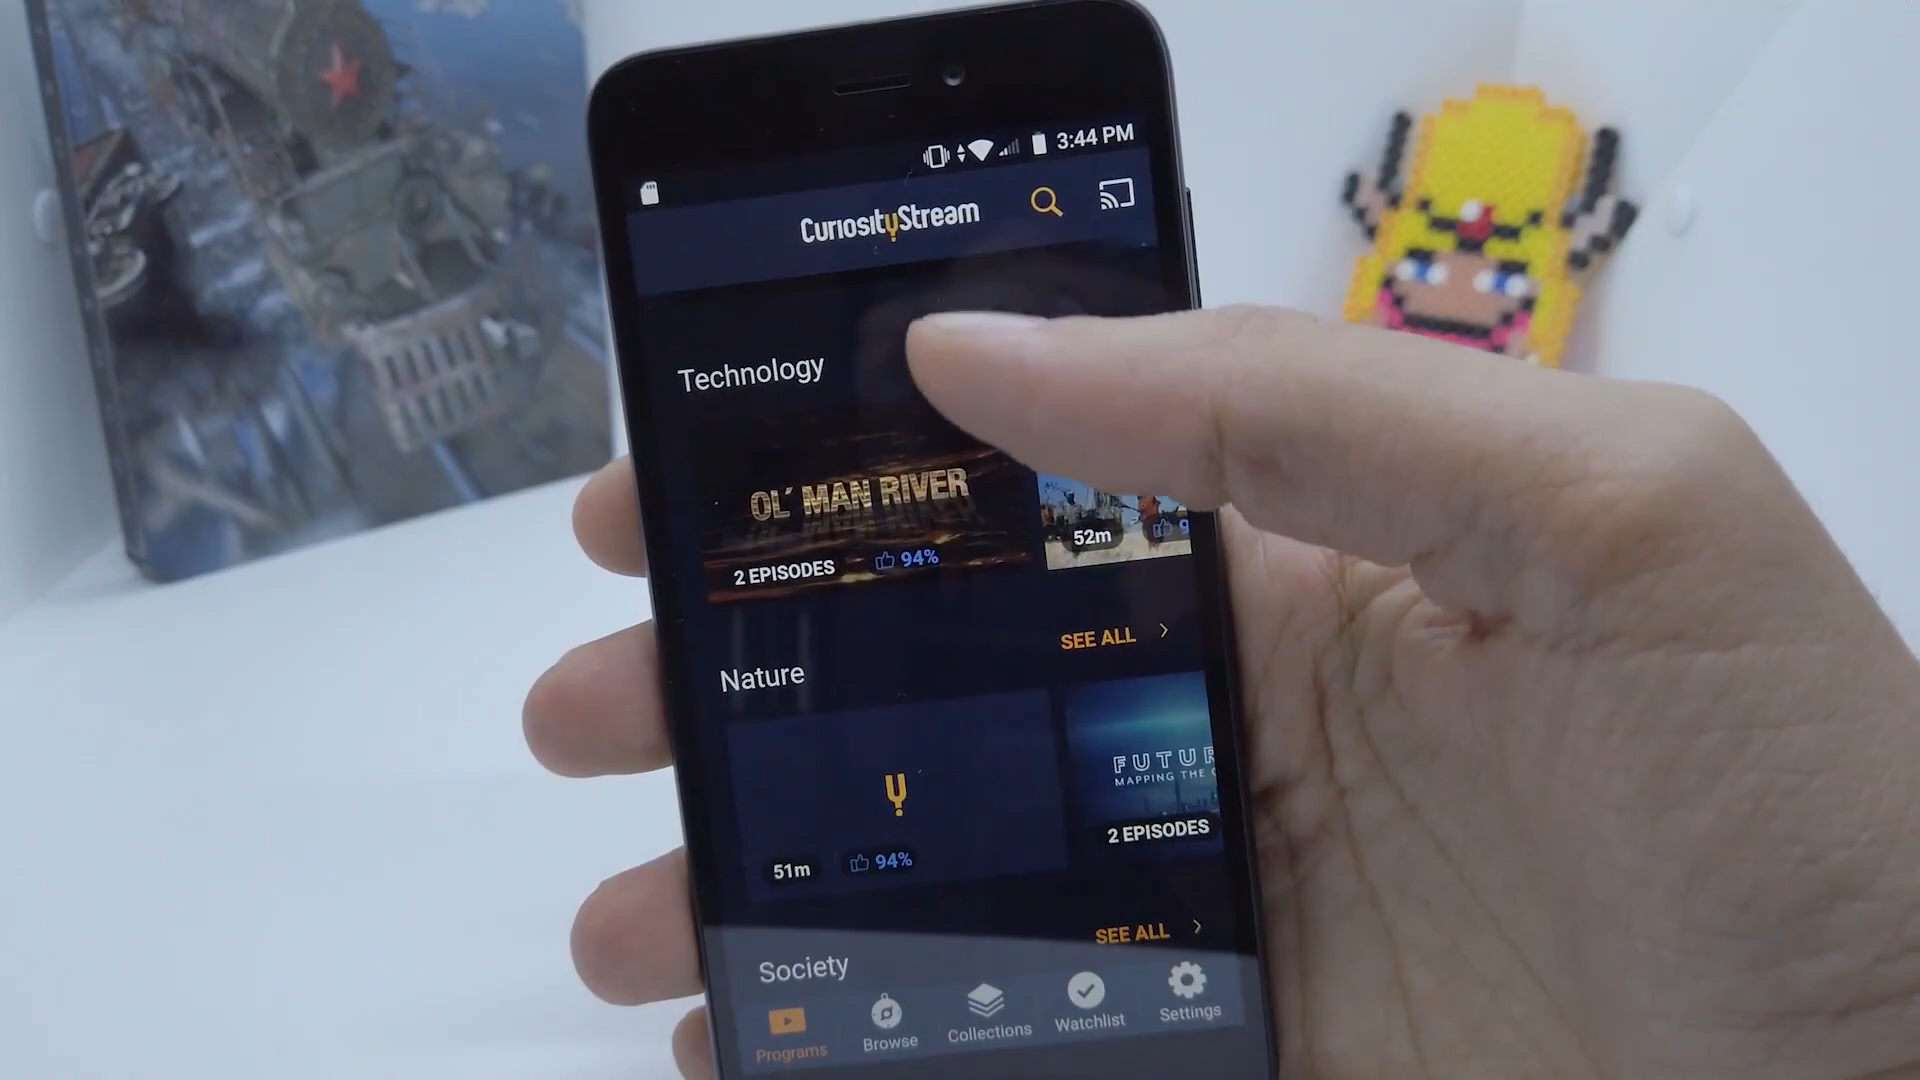 3:44 PM
CuriosityStream
Technology
OL' MAN RIVER
2 EPISODES 94%
52m 9
SEE ALL
Nature
FUTUR
MAPPING THE
2 EPISODES
51m 94%
SEE ALL
Society
Programs Browse Collections Watchlist Settings